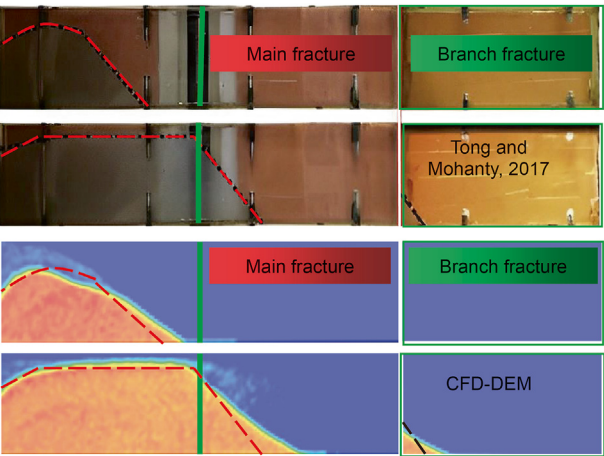 Main fracture
Branch fracture
Tong and
Mohanty, 2017
Main fracture
Branch fracture
CFD-DEM